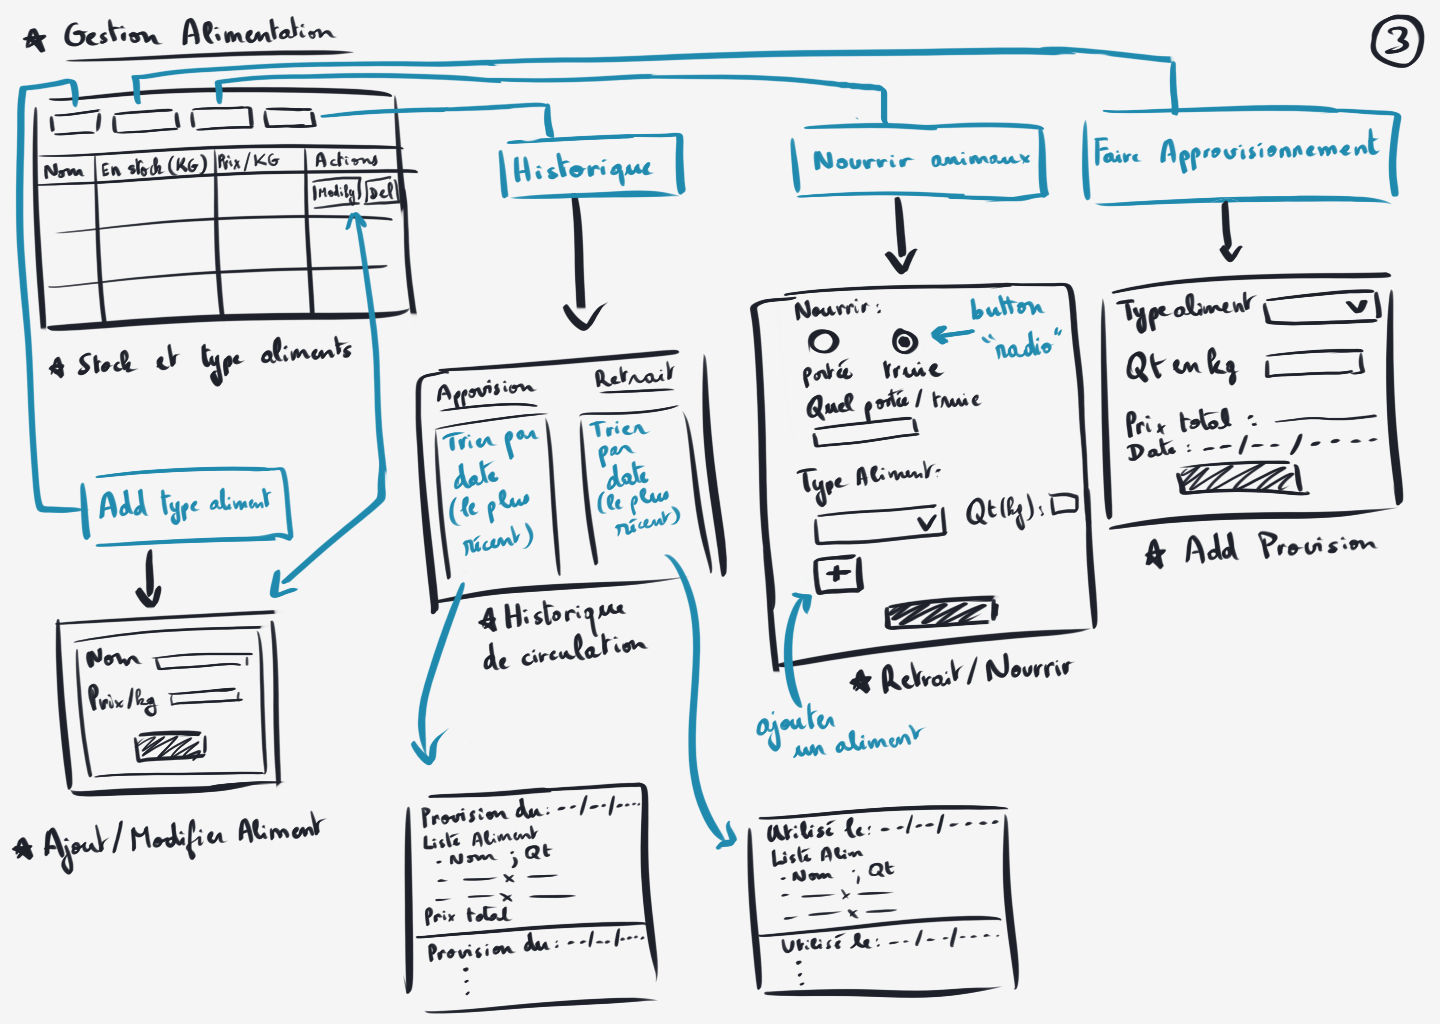 Gestion Alimentation
3
Nom En stock (KG) Prix/KG Actions
Modify Del
Stock et type aliments
Historique
Nourrir animaux
Faire Approvisionnement
Add type aliment
Nom
Prix/kg
Ajout/Modifier Aliment
Approvision Retrait
Trier par
date
(le plus
récent)
Trier
par
date
(le plus
récent)
Historique
de circulation
Nourrir :
button
"radio"
portée truie
Quel portée / truie
Type Aliment:
Qt(kg) :
+
ajouter
un aliment
Retrait/Nourrir
Type aliment
Qt en kg
Prix total :
Date : --/--/----
Add Provision
Provision du: --/--/----
Liste Aliment
- Nom ; Qt
- — x —
- — x —
Prix total
Provision du: --/--/----
Utilisé le: --/--/----
Liste Alim
- Nom ; Qt
- — x —
- — x —
Utilisé le: --/--/----